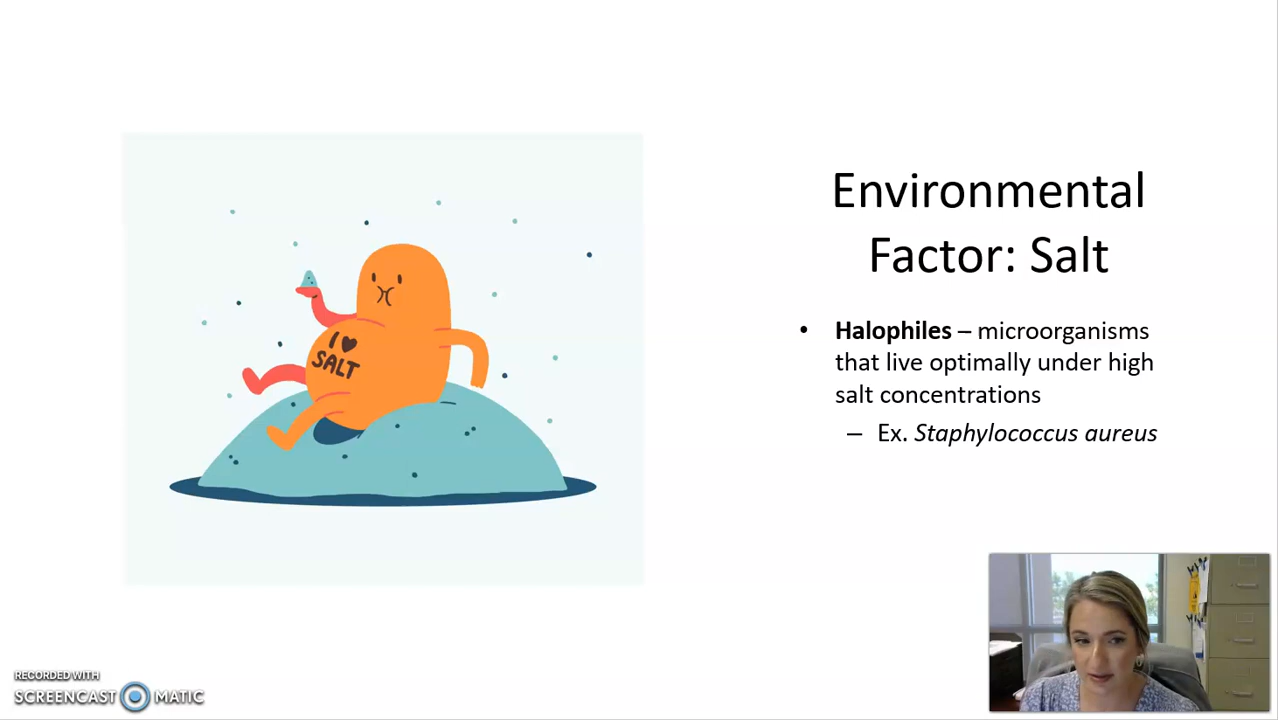 Environmental
Factor: Salt
• Halophiles – microorganisms
that live optimally under high
salt concentrations
– Ex. Staphylococcus aureus
I ♥
SALT
RECORDED WITH
SCREENCAST MATIC